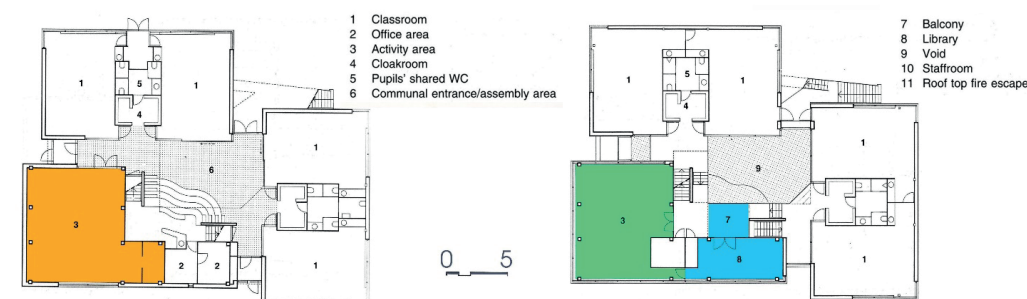 1 Classroom
2 Office area
3 Activity area
4 Cloakroom
5 Pupils' shared WC
6 Communal entrance/assembly area
1
5
1
4
6
1
3
2
2
1
0 5
7 Balcony
8 Library
9 Void
10 Staffroom
11 Roof top fire escape
1
5
1
4
1
9
3
7
8
1